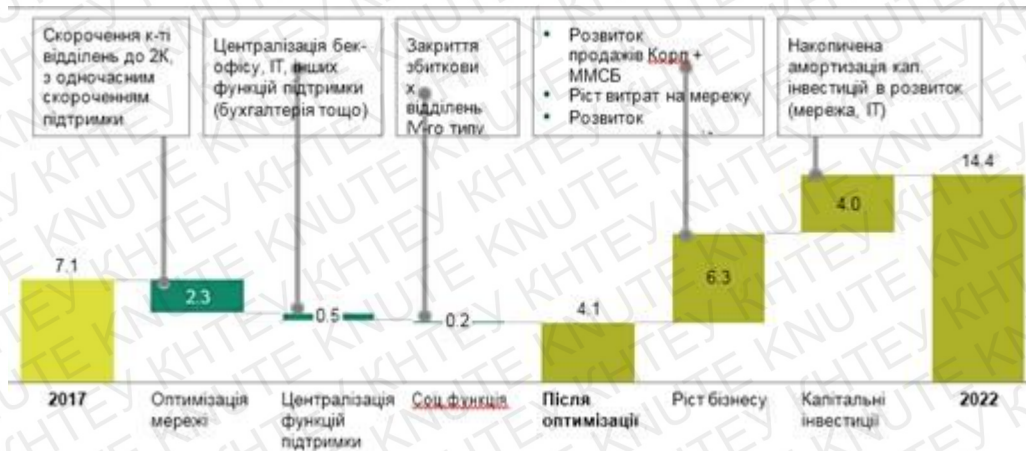 Скорочення к-ті
відділень до 2К,
з одночасним
скороченням
підтримки
Централізація бек-
офісу, ІТ, інших
функцій підтримки
(бухгалтерія тощо)
Закриття
збиткови
х
відділень
IV-го типу
• Розвиток
продажів Корп +
ММСБ
• Ріст витрат на мережу
• Розвиток
Накопичена
амортизація кап.
інвестицій в розвиток
(мережа, ІТ)
7.1
2.3
0.5
0.2
4.1
6.3
4.0
14.4
2017
Оптимізація
мережі
Централізація
функцій
підтримки
Соц.функція
Після
оптимізації
Ріст бізнесу
Капітальні
інвестиції
2022
KHTEY KNUTE